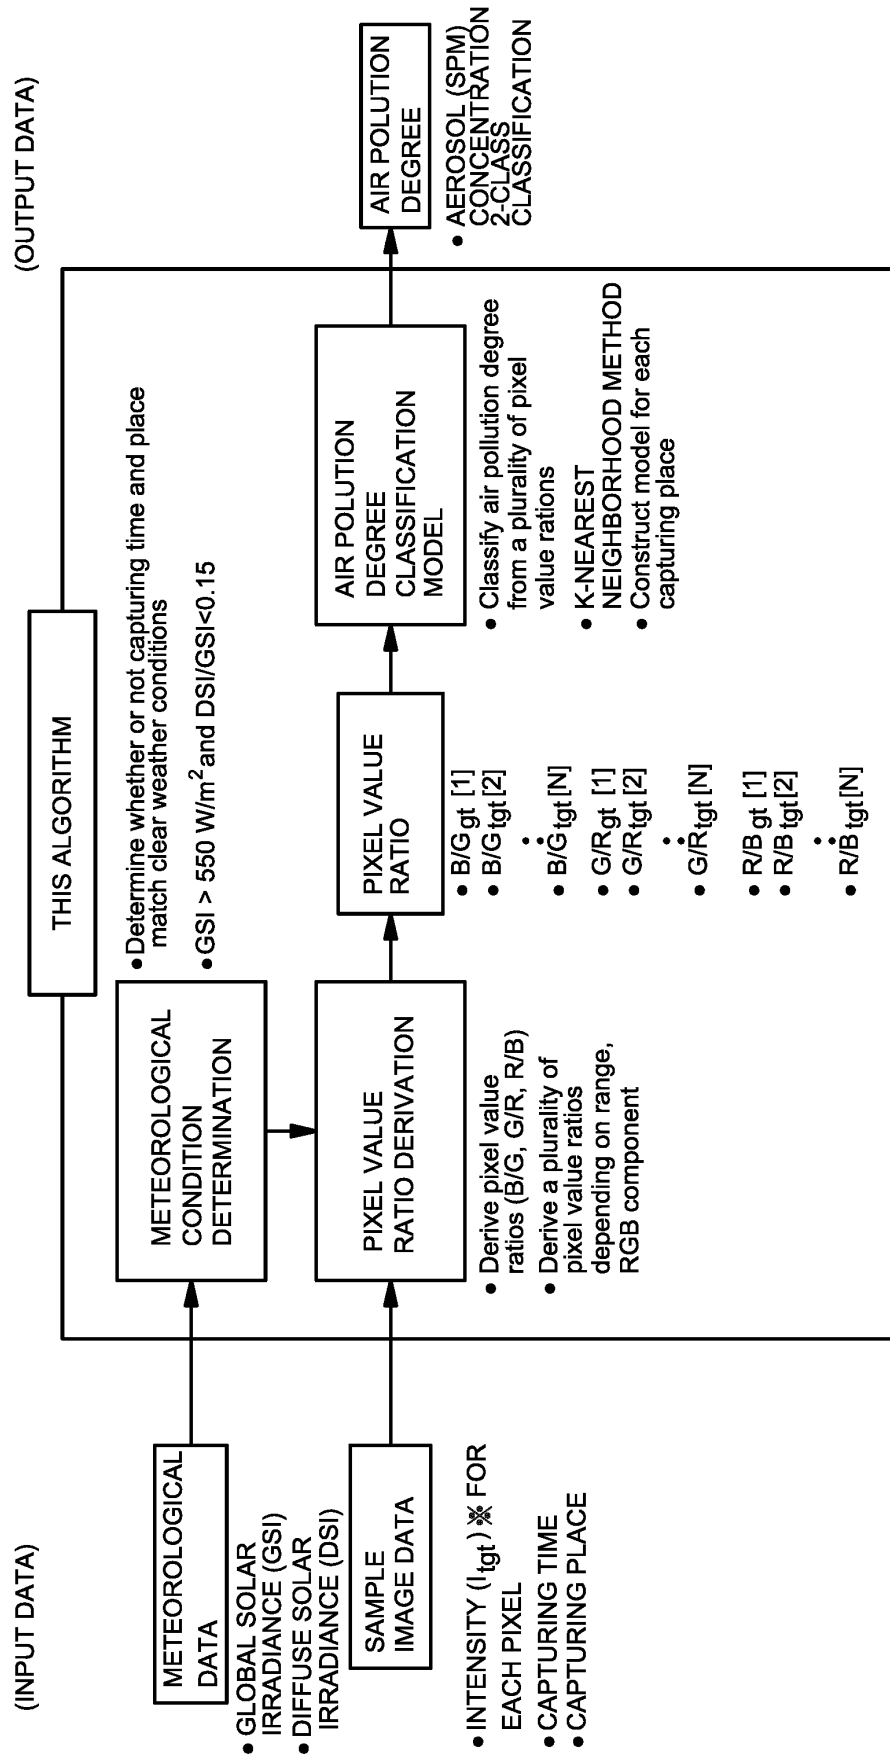 (INPUT DATA)
(OUTPUT DATA)
THIS ALGORITHM
METEOROLOGICAL
DATA
• GLOBAL SOLAR
IRRADIANCE (GSI)
• DIFFUSE SOLAR
IRRADIANCE (DSI)
METEOROLOGICAL
CONDITION
DETERMINATION
• Determine whether or not capturing time and place
match clear weather conditions
• GSI > 550 W/m² and DSI/GSI<0.15
SAMPLE
IMAGE DATA
• INTENSITY (Itgt) ※ FOR
EACH PIXEL
• CAPTURING TIME
• CAPTURING PLACE
PIXEL VALUE
RATIO DERIVATION
• Derive pixel value
ratios (B/G, G/R, R/B)
• Derive a plurality of
pixel value ratios
depending on range,
RGB component
PIXEL VALUE
RATIO
• B/Ggt [1]
• B/Gtgt[2]
:
• B/Gtgt[N]
• G/Rgt [1]
• G/Rtgt[2]
:
• G/Rtgt[N]
• R/Bgt [1]
• R/Btgt[2]
:
• R/Btgt[N]
AIR POLUTION
DEGREE
CLASSIFICATION
MODEL
• Classify air pollution degree
from a plurality of pixel
value rations
• K-NEAREST
NEIGHBORHOOD METHOD
• Construct model for each
capturing place
AIR POLUTION
DEGREE
• AEROSOL (SPM)
CONCENTRATION
2-CLASS
CLASSIFICATION